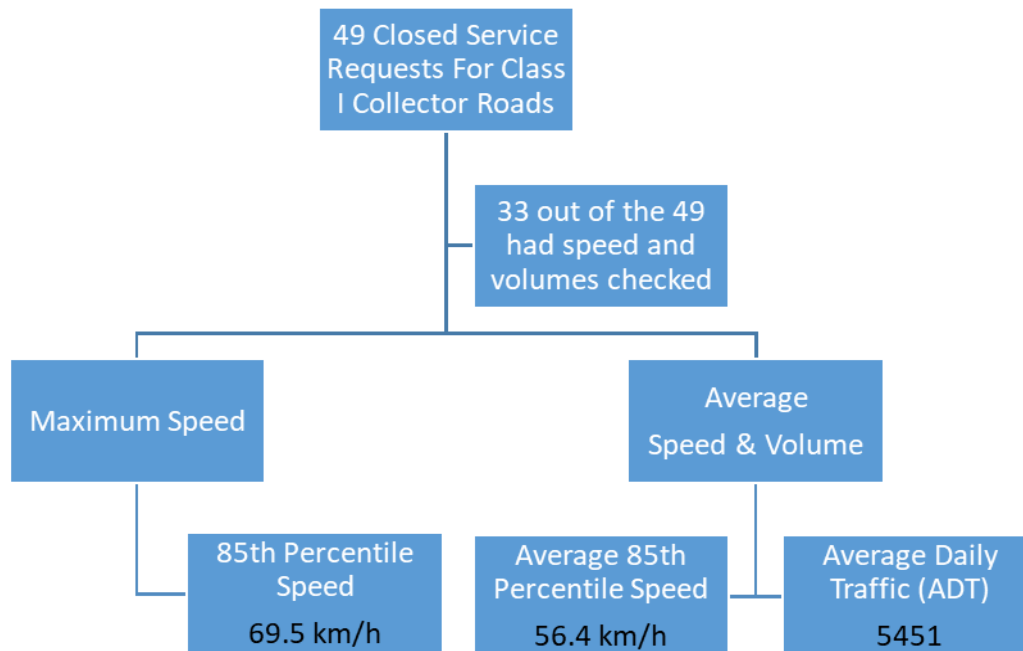 49 Closed Service
Requests For Class
I Collector Roads
33 out of the 49
had speed and
volumes checked
Maximum Speed
Average
Speed & Volume
85th Percentile
Speed
69.5 km/h
Average 85th
Percentile Speed
56.4 km/h
Average Daily
Traffic (ADT)
5451